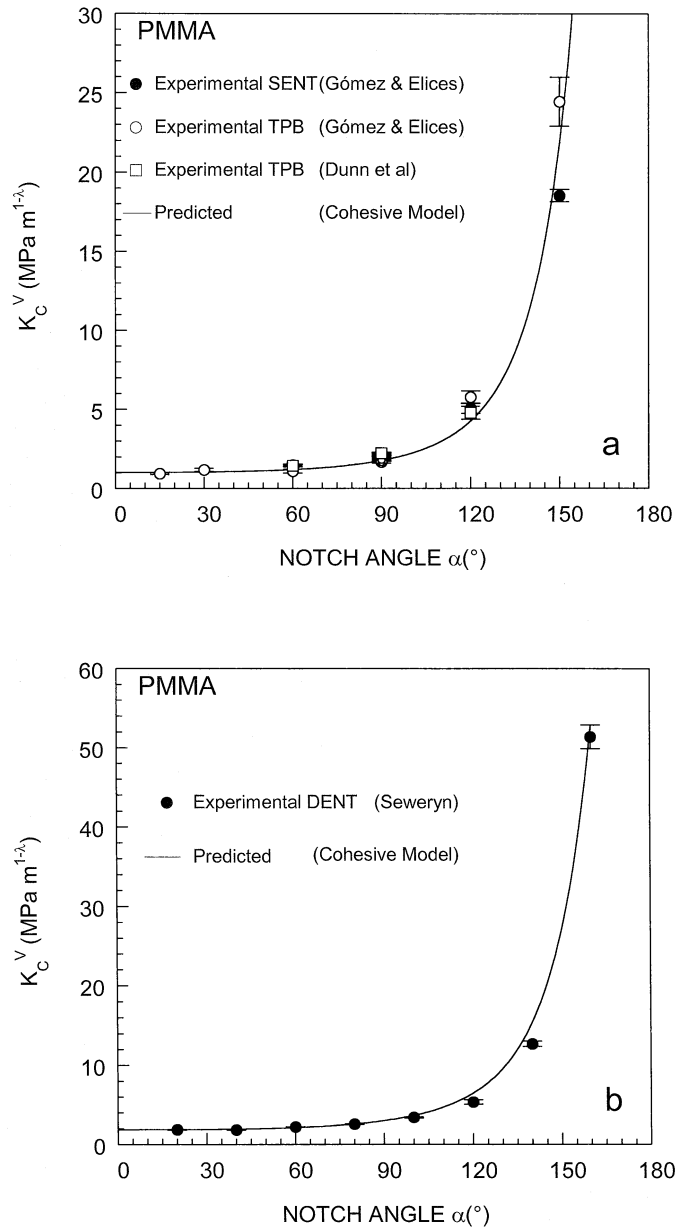 PMMA
Experimental SENT (Gómez & Elices)
Experimental TPB (Gómez & Elices)
Experimental TPB (Dunn et al)
Predicted (Cohesive Model)
30
25
20
15
10
5
0
K_C^V (MPa m^{1-λ})
a
0 30 60 90 120 150 180
NOTCH ANGLE α(°)
PMMA
Experimental DENT (Seweryn)
Predicted (Cohesive Model)
60
50
40
30
20
10
0
K_C^V (MPa m^{1-λ})
b
0 30 60 90 120 150 180
NOTCH ANGLE α(°)